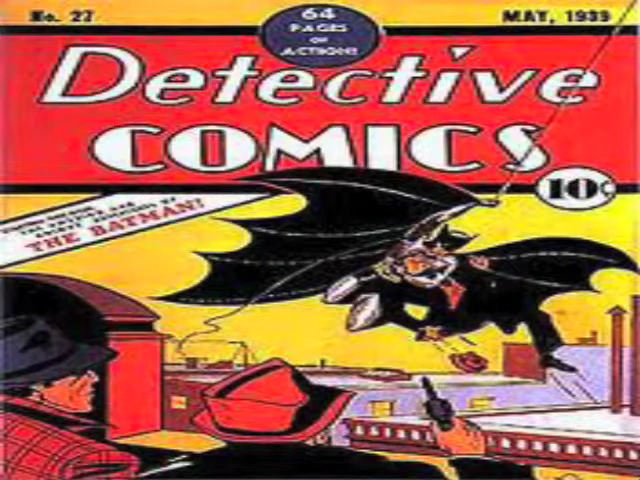 No. 27
64
PAGES
OF
ACTION!
MAY, 1939
Detective
COMICS
10¢
THE BATMAN!